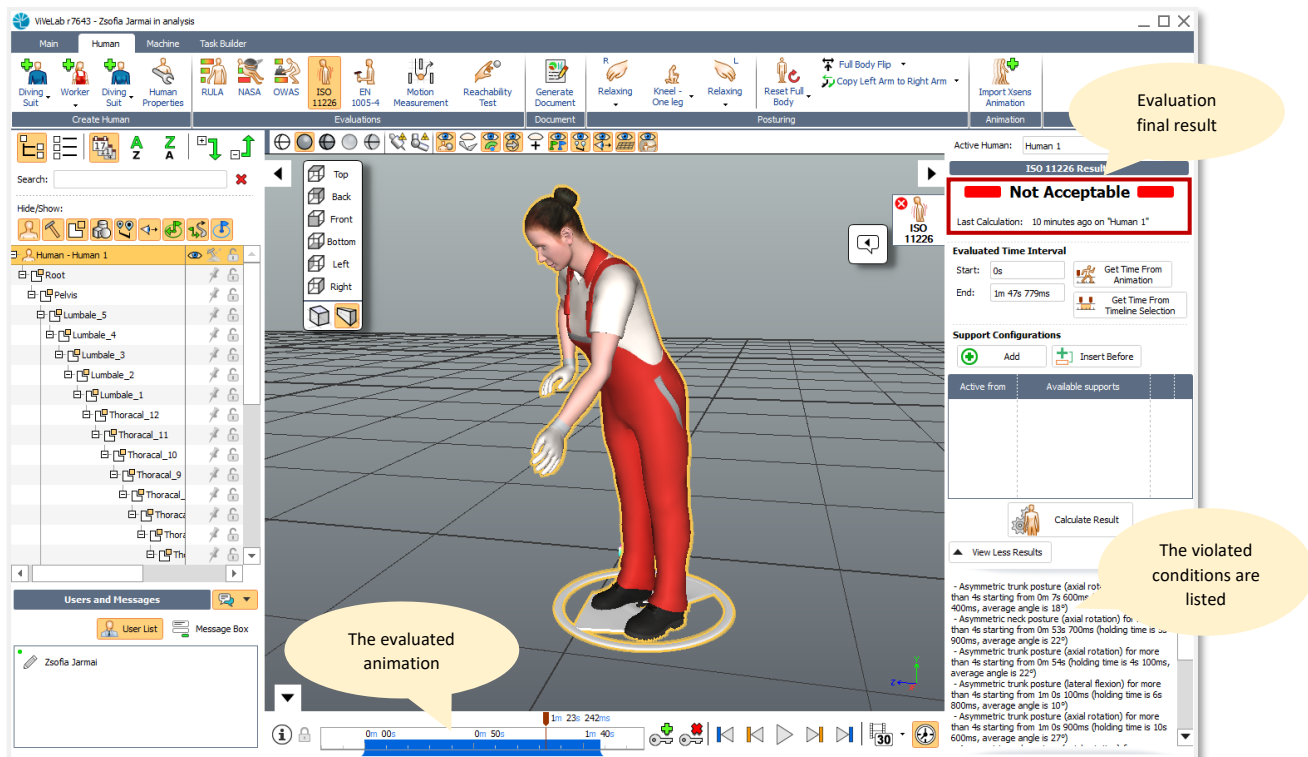 ViVeLab r7643 - Zsofia Jarmai in analysis
Main Human Machine Task Builder
Diving Suit
Worker
Diving Suit
Human Properties
Create Human
RULA
NASA
OWAS
ISO 11226
EN 1005-4
Motion Measurement
Reachability Test
Evaluations
Generate Document
Document
R
Relaxing
Kneel - One leg
L
Relaxing
Reset Full Body
Full Body Flip
Copy Left Arm to Right Arm
Posturing
Import Xsens Animation
Animation
Evaluation
final result
17
A
Z
Z
A
Search:
Hide/Show:
Human - Human 1
Root
Pelvis
Lumbale_5
Lumbale_4
Lumbale_3
Lumbale_2
Lumbale_1
Thoracal_12
Thoracal_11
Thoracal_10
Thoracal_9
Thoracal_
Thorac
Thora
Th
Users and Messages
User List
Message Box
Zsofia Jarmai
Top
Back
Front
Bottom
Left
Right
ISO
11226
y
z
The evaluated
animation
1m 23s 242ms
0m 00s
0m 50s
1m 40s
30
Active Human: Human 1
ISO 11226 Result
Not Acceptable
Last Calculation: 10 minutes ago on "Human 1"
Evaluated Time Interval
Start: 0s
Get Time From
Animation
End: 1m 47s 779ms
Get Time From
Timeline Selection
Support Configurations
Add
Insert Before
Active from
Available supports
Calculate Result
View Less Results
The violated
conditions are
listed
- Asymmetric trunk posture (axial rot
than 4s starting from 0m 7s 600ms
400ms, average angle is 18°)
- Asymmetric neck posture (axial rotation) for
than 4s starting from 0m 53s 700ms (holding time is 5s
900ms, average angle is 22°)
- Asymmetric trunk posture (axial rotation) for more
than 4s starting from 0m 54s (holding time is 4s 100ms,
average angle is 22°)
- Asymmetric trunk posture (lateral flexion) for more
than 4s starting from 1m 0s 100ms (holding time is 6s
800ms, average angle is 10°)
- Asymmetric trunk posture (axial rotation) for more
than 4s starting from 1m 0s 900ms (holding time is 10s
600ms, average angle is 27°)